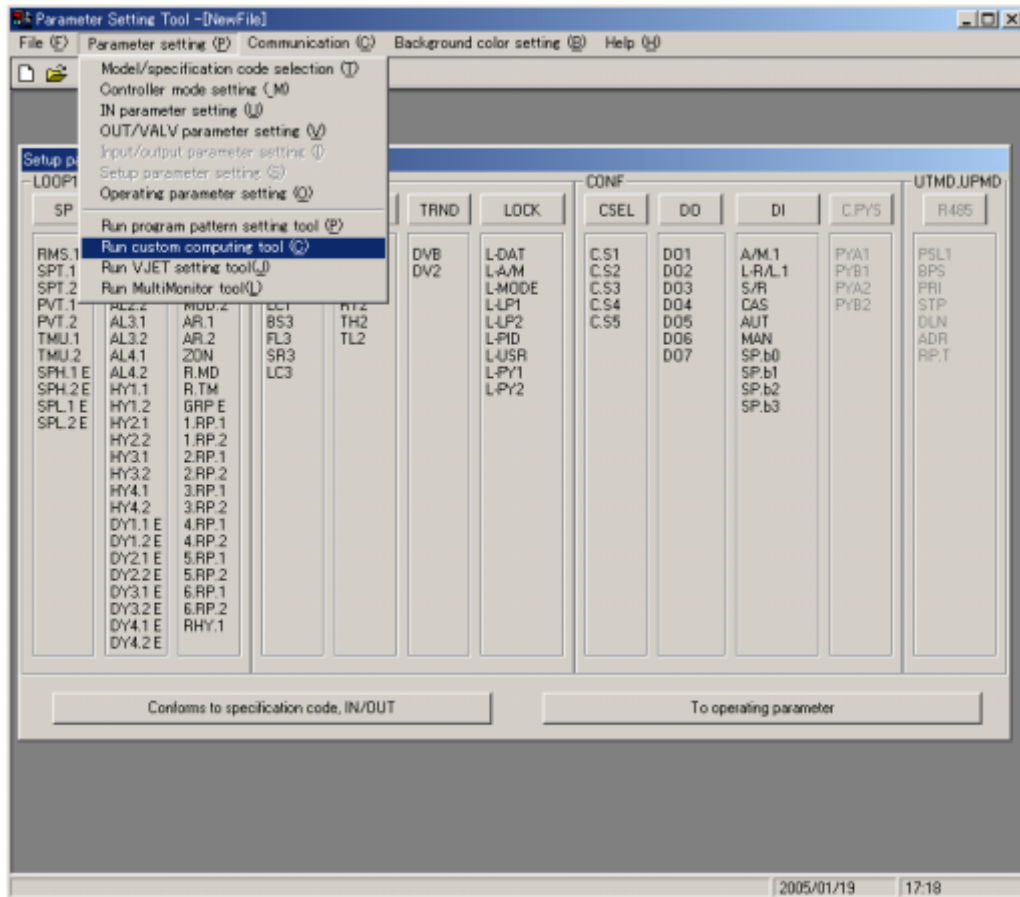 Parameter Setting Tool -[NewFile]
File (F) Parameter setting (P) Communication (C) Background color setting (B) Help (H)
Model/specification code selection (T)
Controller mode setting (_M)
IN parameter setting (U)
OUT/VALV parameter setting (V)
Input/output parameter setting (I)
Setup parameter setting (S)
Operating parameter setting (O)
Run program pattern setting tool (P)
Run custom computing tool (C)
Run VJET setting tool(J)
Run MultiMonitor tool(L)
Setup
LOOP1 CONF UTMD,UPMD
SP TRND LOCK CSEL DO DI C.PYS R485
RMS.1 DVB L-DAT C.S1 DO1 A/M.1 PYA1 PSL1
SPT.1 DV2 L-A/M C.S2 DO2 L-R/L.1 PYB1 BPS
SPT.2 L-MODE C.S3 DO3 S/R PYA2 PRI
PVT.1 AL2.2 MOD.2 LC1 RT2 L-LP1 C.S4 DO4 CAS PYB2 STP
PVT.2 AL3.1 AR.1 BS3 TH2 L-LP2 C.S5 DO5 AUT DLN
TMU.1 AL3.2 AR.2 FL3 TL2 L-PID DO6 MAN ADR
TMU.2 AL4.1 ZON SR3 L-USR DO7 SP.b0 RP.T
SPH.1 E AL4.2 R.MD LC3 L-PY1 SP.b1
SPH.2 E HY1.1 R.TM L-PY2 SP.b2
SPL.1 E HY1.2 GRP E SP.b3
SPL.2 E HY2.1 1.RP.1
HY2.2 1.RP.2
HY3.1 2.RP.1
HY3.2 2.RP.2
HY4.1 3.RP.1
HY4.2 3.RP.2
DY1.1 E 4.RP.1
DY1.2 E 4.RP.2
DY2.1 E 5.RP.1
DY2.2 E 5.RP.2
DY3.1 E 6.RP.1
DY3.2 E 6.RP.2
DY4.1 E RHY.1
DY4.2 E
Conforms to specification code, IN/OUT To operating parameter
2005/01/19 17:18